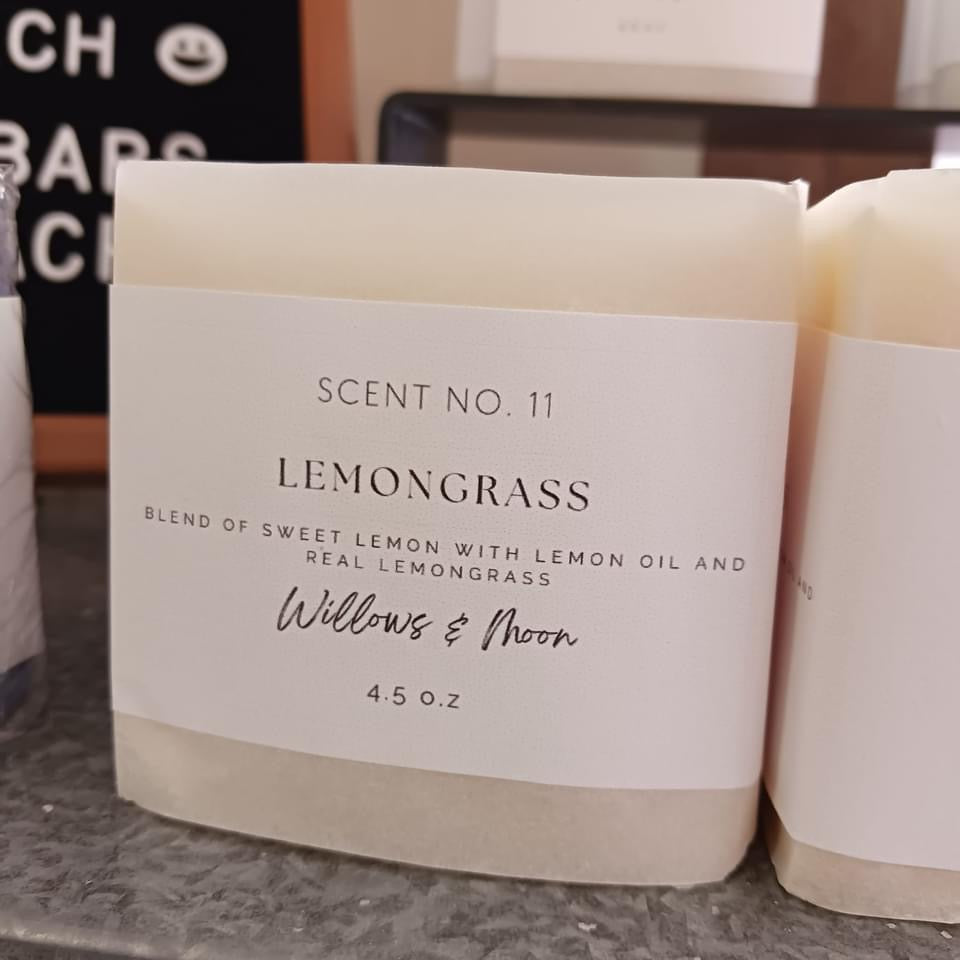 CH
BARS
SCENT NO. 11
LEMONGRASS
BLEND OF SWEET LEMON WITH LEMON OIL AND
REAL LEMONGRASS
Willows & Moon
4.5 O.Z
AND